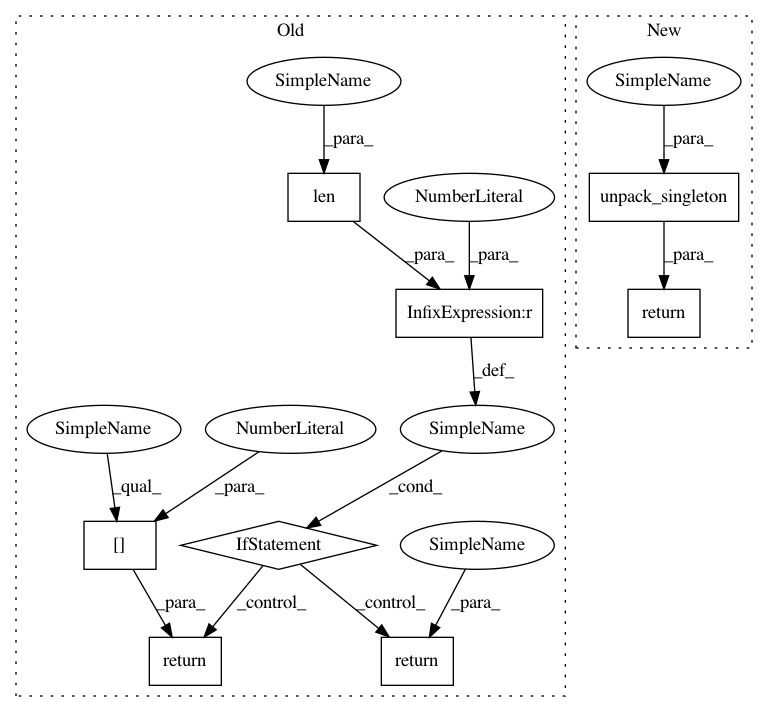 Old
New
SimpleName
SimpleName
_para_
_para_
len
NumberLiteral
unpack_singleton
_para_
_para_
_para_
InfixExpression:r
return
_def_
SimpleName
NumberLiteral
SimpleName
_qual_
_para_
_cond_
[]
IfStatement
SimpleName
_para_
_control_
_control_
_para_
return
return